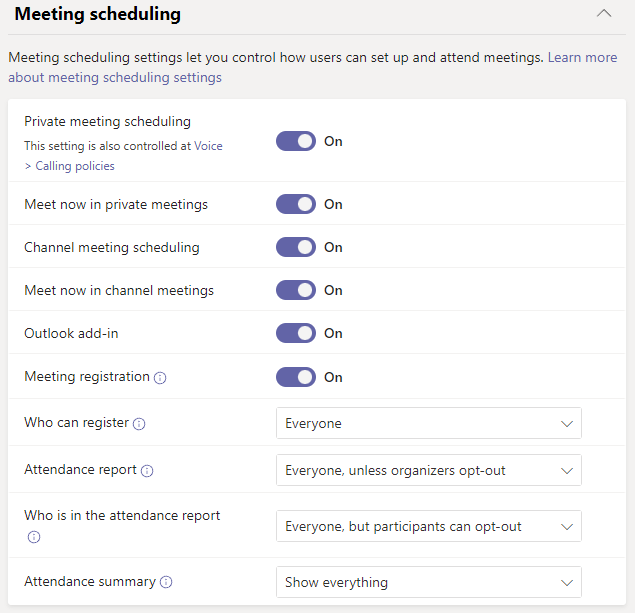 Meeting scheduling
Meeting scheduling settings let you control how users can set up and attend meetings. Learn more
about meeting scheduling settings
Private meeting scheduling
This setting is also controlled at Voice
> Calling policies
On
Meet now in private meetings
On
Channel meeting scheduling
On
Meet now in channel meetings
On
Outlook add-in
On
Meeting registration
On
Who can register
Everyone
Attendance report
Everyone, unless organizers opt-out
Who is in the attendance report
Everyone, but participants can opt-out
Attendance summary
Show everything